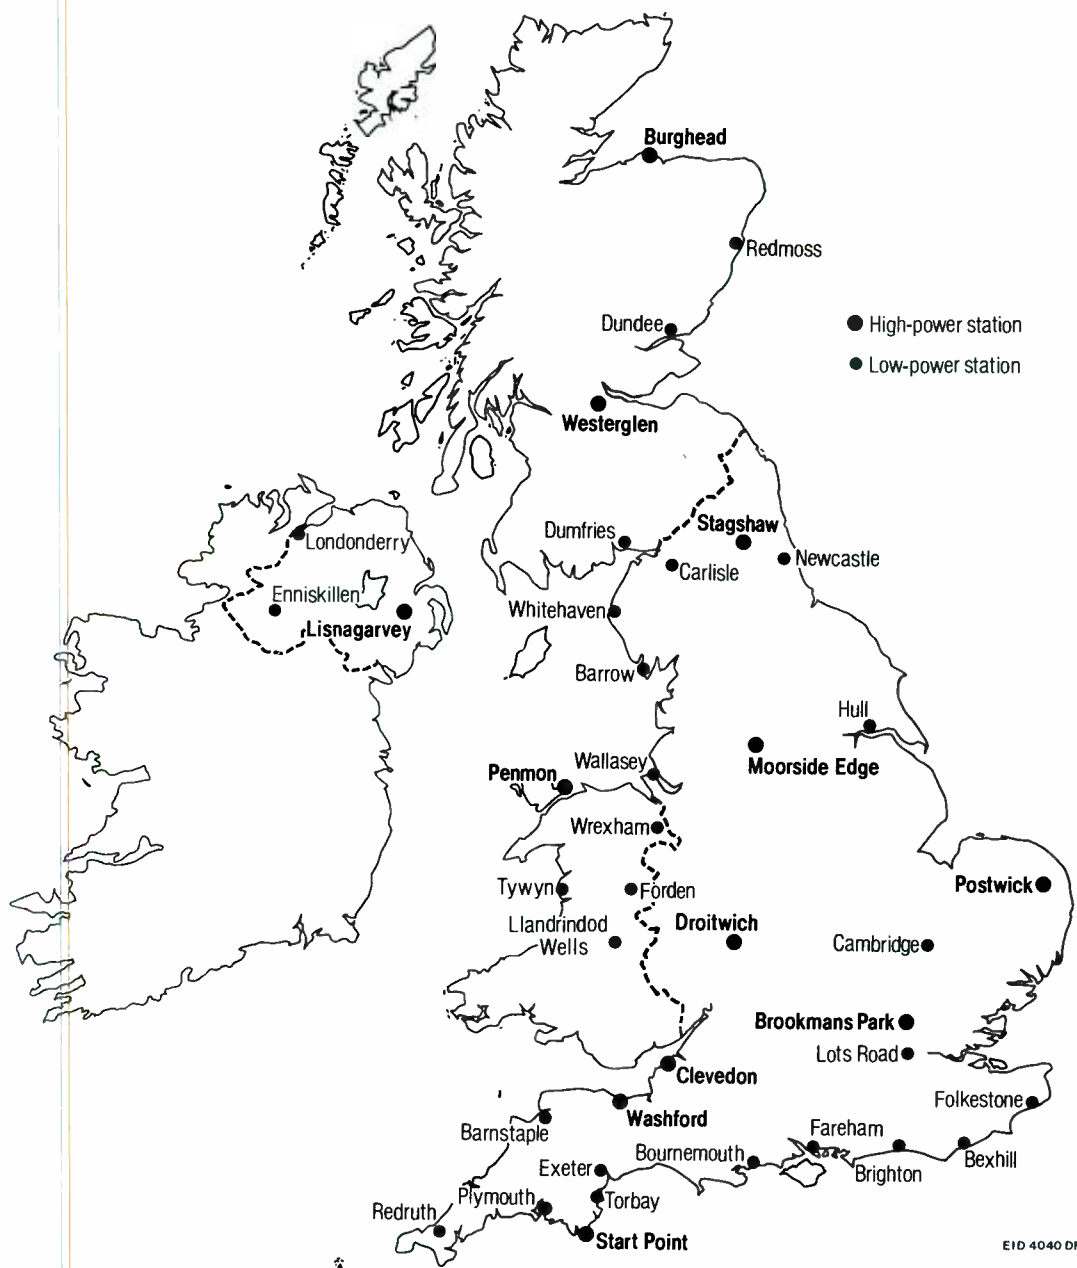 Burghead
Redmoss
Dundee
High-power station
Low-power station
Westerglen
Stagshaw
Dumfries
Londonderry
Newcastle
Carlisle
Enniskillen
Whitehaven
Lisnagarvey
Barrow
Hull
Wallasey
Moorside Edge
Penmon
Wrexham
Postwick
Tywyn
Forden
Llandrindod
Wells
Droitwich
Cambridge
Brookmans Park
Lots Road
Clevedon
Folkestone
Washford
Barnstaple
Fareham
Bournemouth
Bexhill
Exeter
Brighton
Plymouth
Torbay
Redruth
Start Point
EID 4040